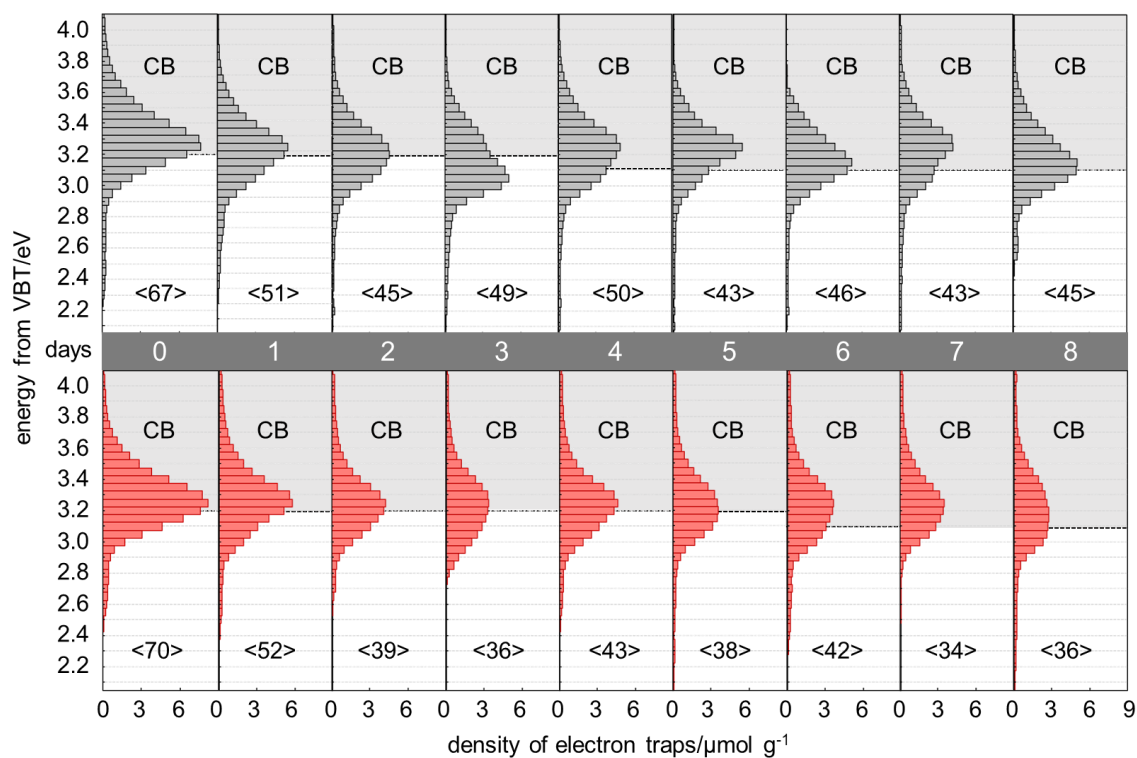 energy from VBT/eV
4.0
3.8
3.6
3.4
3.2
3.0
2.8
2.6
2.4
2.2
CB CB CB CB CB CB CB CB CB
<67> <51> <45> <49> <50> <43> <46> <43> <45>
days 0 1 2 3 4 5 6 7 8
4.0
3.8
3.6
3.4
3.2
3.0
2.8
2.6
2.4
2.2
CB CB CB CB CB CB CB CB CB
<70> <52> <39> <36> <43> <38> <42> <34> <36>
0 3 6 0 3 6 0 3 6 0 3 6 0 3 6 0 3 6 0 3 6 0 3 6 0 3 6 9
density of electron traps/μmol g⁻¹